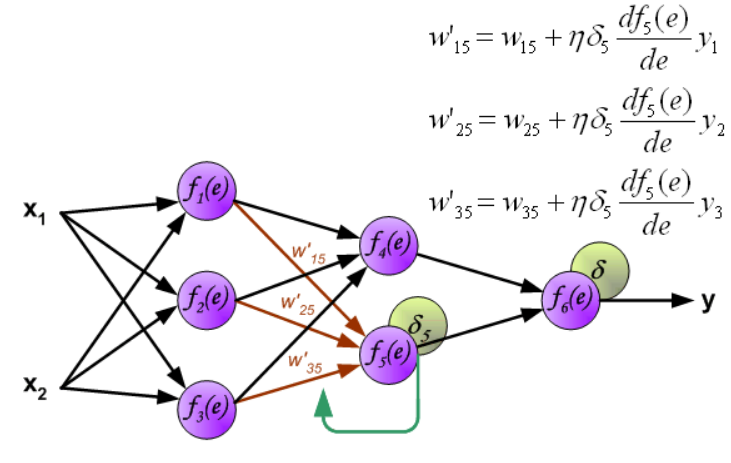 w'₁₅ = w₁₅ + ηδ₅ df₅(e)/de y₁
w'₂₅ = w₂₅ + ηδ₅ df₅(e)/de y₂
w'₃₅ = w₃₅ + ηδ₅ df₅(e)/de y₃
x₁
f₁(e)
w'₁₅
f₄(e)
f₂(e)
w'₂₅
δ
f₆(e)
y
δ₅
f₅(e)
w'₃₅
x₂
f₃(e)